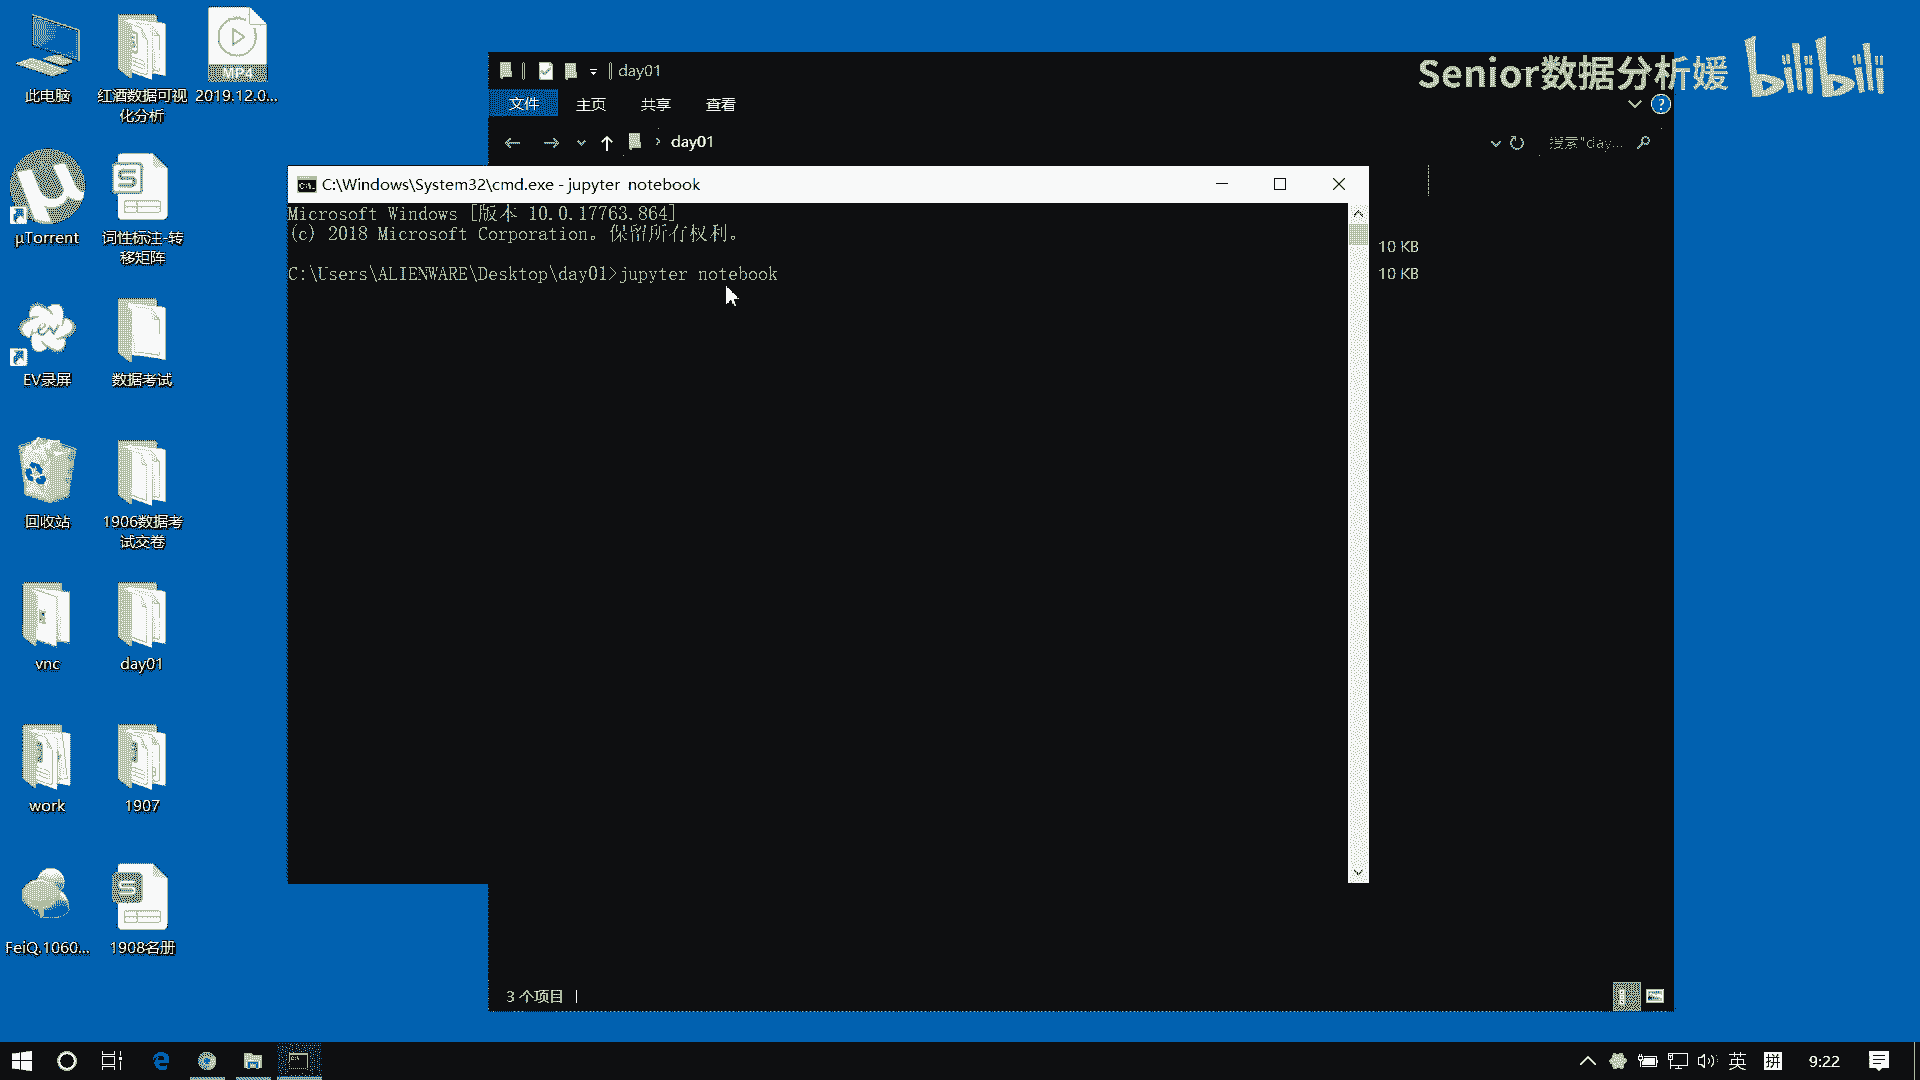 此电脑
红酒数据可视
化分析
MP4
2019.12.0...
μTorrent
词性标注-转
移矩阵
EV录屏
数据考试
回收站
1906数据考
试交卷
vnc
day01
work
1907
FeiQ.1060...
1908名册
day01
Senior数据分析媛 bilibili
文件 主页 共享 查看
day01
搜索"day...
C:\Windows\System32\cmd.exe - jupyter notebook
Microsoft Windows [版本 10.0.17763.864]
(c) 2018 Microsoft Corporation。保留所有权利。
C:\Users\ALIENWARE\Desktop\day01>jupyter notebook
10 KB
10 KB
3 个项目
英
拼
9:22